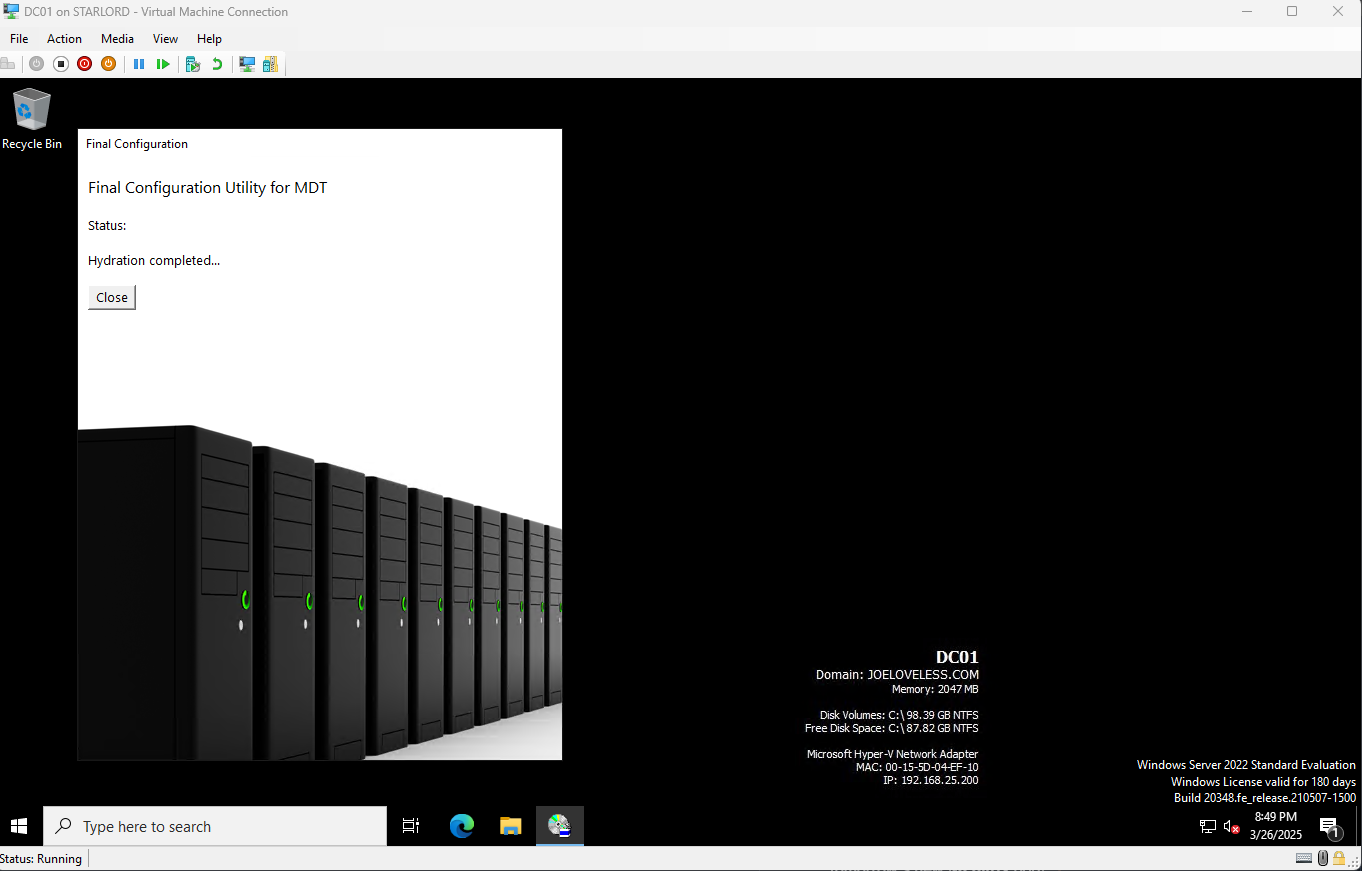 DC01 on STARLORD - Virtual Machine Connection
File Action Media View Help
Recycle Bin
Final Configuration
Final Configuration Utility for MDT
Status:
Hydration completed...
Close
DC01
Domain: JOELOVELESS.COM
Memory: 2047 MB
Disk Volumes: C:\ 98.39 GB NTFS
Free Disk Space: C:\ 87.82 GB NTFS
Microsoft Hyper-V Network Adapter
MAC: 00-15-5D-04-EF-10
IP: 192.168.25.200
Windows Server 2022 Standard Evaluation
Windows License valid for 180 days
Build 20348.fe_release.210507-1500
Type here to search
8:49 PM
3/26/2025
1
Status: Running